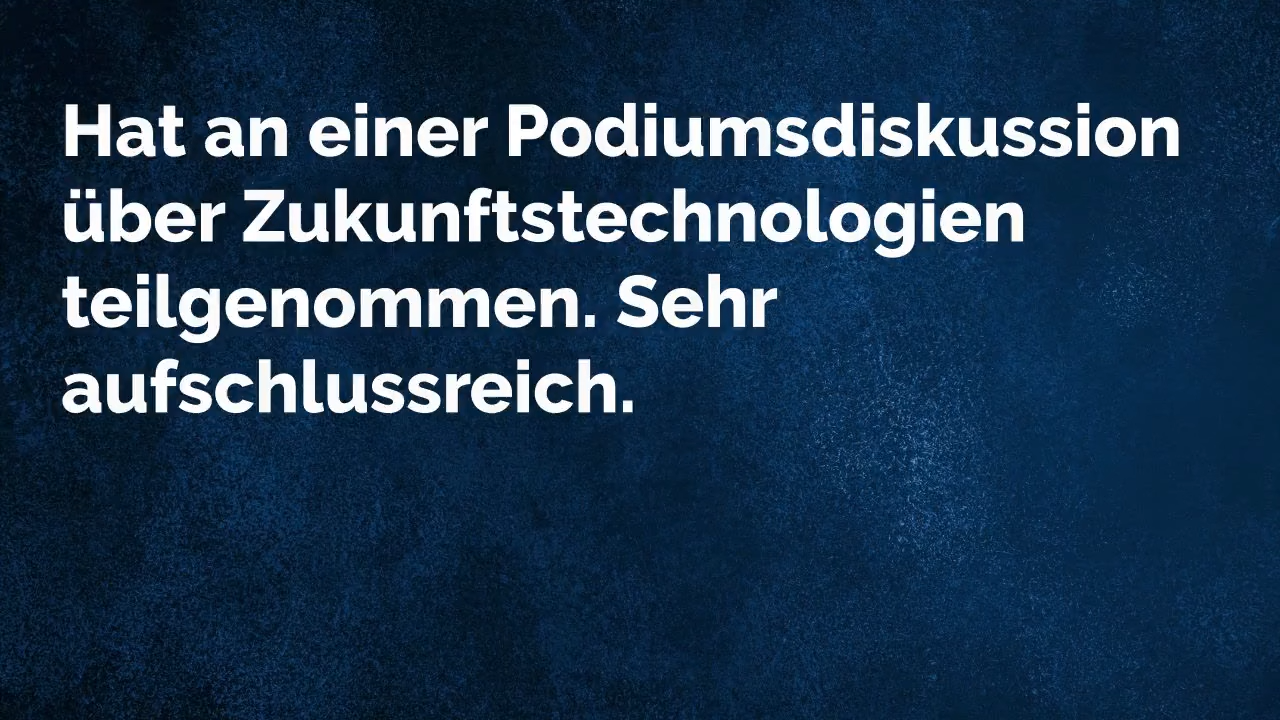 Hat an einer Podiumsdiskussion
über Zukunftstechnologien
teilgenommen. Sehr
aufschlussreich.